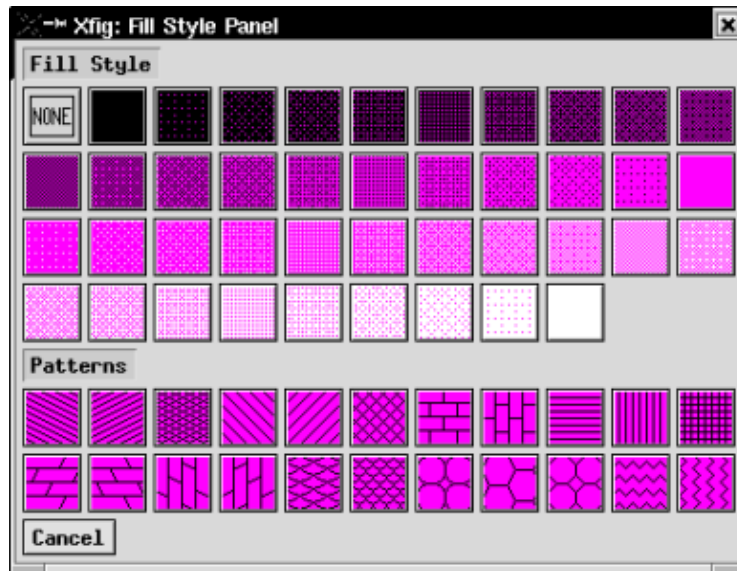 Xfig: Fill Style Panel
Fill Style
NONE
Patterns
Cancel